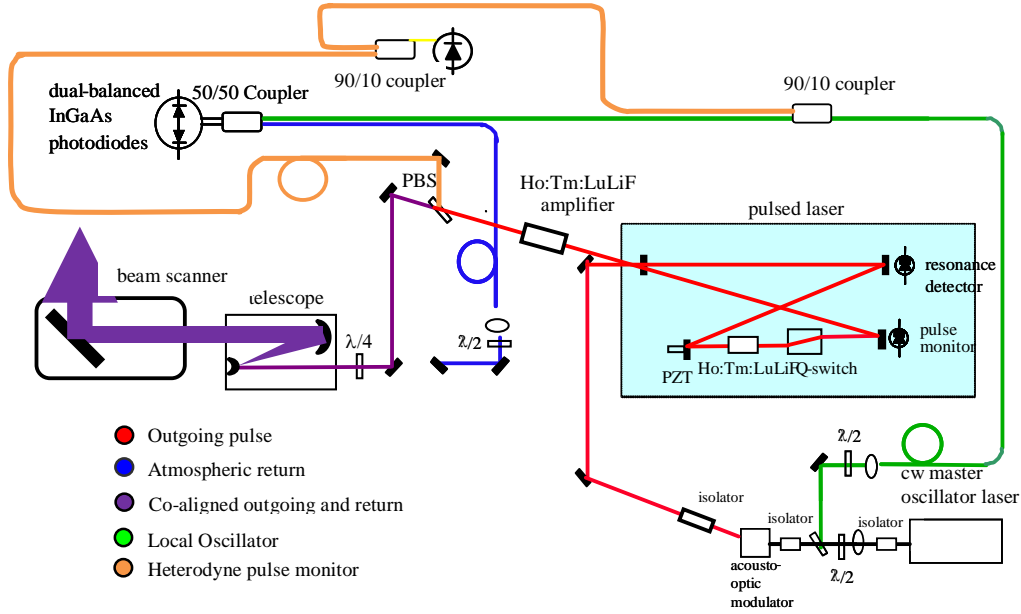 90/10 coupler
90/10 coupler
dual-balanced
InGaAs
photodiodes
50/50 Coupler
PBS
Ho:Tm:LuLiF
amplifier
pulsed laser
beam scanner
telescope
resonance
detector
λ/4
λ/2
pulse
monitor
PZT
Ho:Tm:LuLiFQ-switch
Outgoing pulse
Atmospheric return
Co-aligned outgoing and return
Local Oscillator
Heterodyne pulse monitor
λ/2
cw master
oscillator laser
isolator
isolator
isolator
λ/2
acousto-
optic
modulator